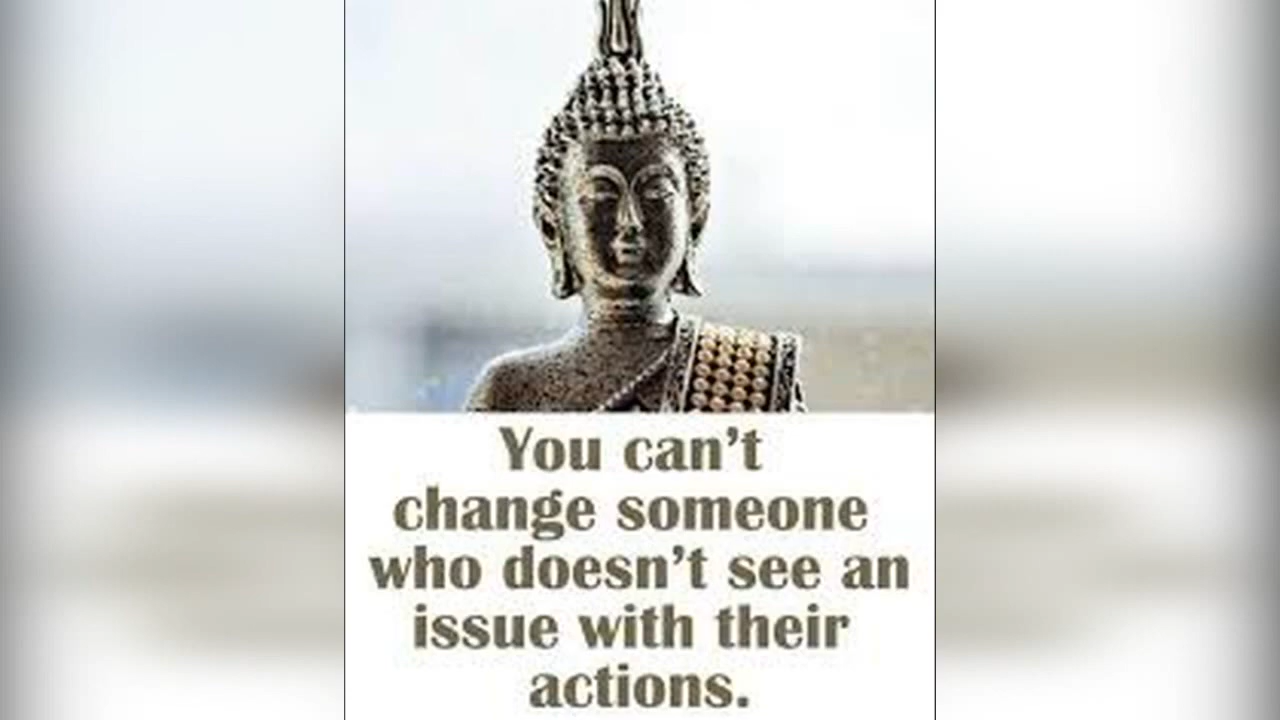 You can’t
change someone
who doesn’t see an
issue with their
actions.